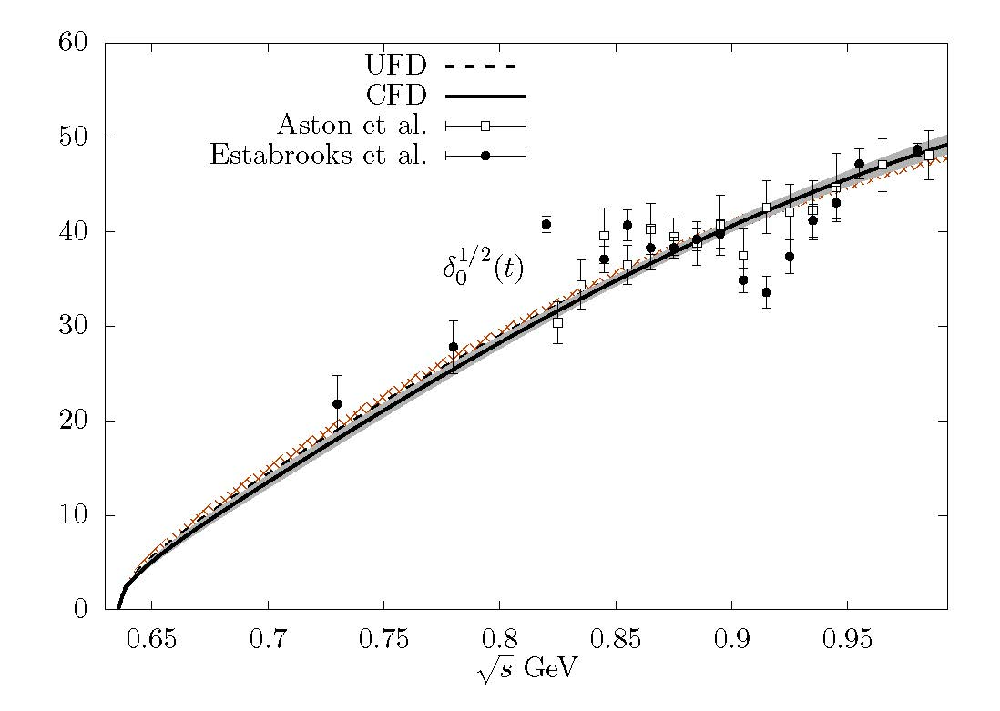 60
50
40
30
20
10
0
UFD
CFD
Aston et al.
Estabrooks et al.
δ₀^{1/2}(t)
0.65 0.7 0.75 0.8 0.85 0.9 0.95
√s GeV